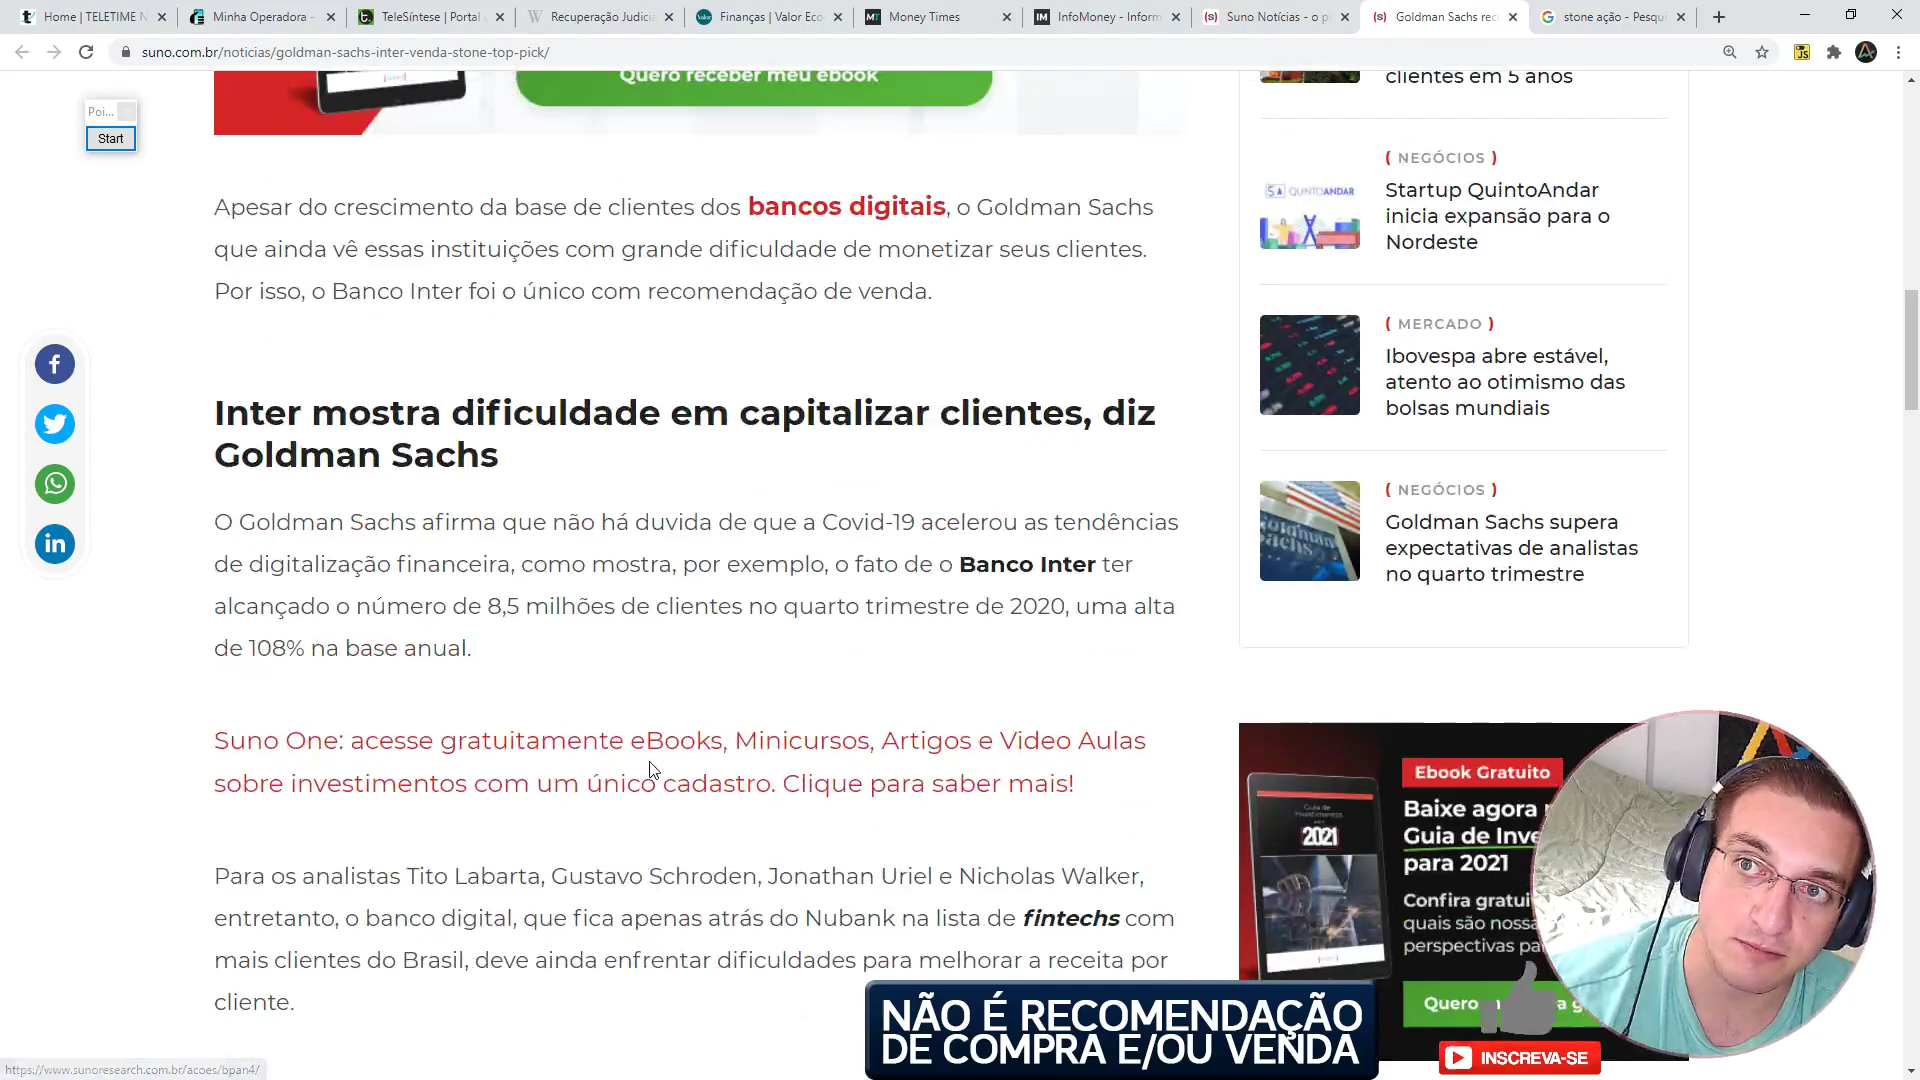 Home | TELETIME N
Minha Operadora -
TeleSíntese | Portal
Recuperação Judicia
Finanças | Valor Eco
Money Times
InfoMoney - Inform
Suno Notícias - o p
Goldman Sachs rec
stone ação - Pesqu
suno.com.br/noticias/goldman-sachs-inter-venda-stone-top-pick/
Quero receber meu ebook
Poi...
Start
Apesar do crescimento da base de clientes dos bancos digitais, o Goldman Sachs
que ainda vê essas instituições com grande dificuldade de monetizar seus clientes.
Por isso, o Banco Inter foi o único com recomendação de venda.
Inter mostra dificuldade em capitalizar clientes, diz
Goldman Sachs
O Goldman Sachs afirma que não há duvida de que a Covid-19 acelerou as tendências
de digitalização financeira, como mostra, por exemplo, o fato de o Banco Inter ter
alcançado o número de 8,5 milhões de clientes no quarto trimestre de 2020, uma alta
de 108% na base anual.
Suno One: acesse gratuitamente eBooks, Minicursos, Artigos e Video Aulas
sobre investimentos com um único cadastro. Clique para saber mais!
Para os analistas Tito Labarta, Gustavo Schroden, Jonathan Uriel e Nicholas Walker,
entretanto, o banco digital, que fica apenas atrás do Nubank na lista de fintechs com
mais clientes do Brasil, deve ainda enfrentar dificuldades para melhorar a receita por
cliente.
clientes em 5 anos
( NEGÓCIOS )
QUINTOANDAR
Startup QuintoAndar
inicia expansão para o
Nordeste
( MERCADO )
Ibovespa abre estável,
atento ao otimismo das
bolsas mundiais
( NEGÓCIOS )
Goldman Sachs supera
expectativas de analistas
no quarto trimestre
Ebook Gratuito
Baixe agora
Guia de Inve
para 2021
Confira gratui
quais são nossa
perspectivas pa
Guia de
Investimentos
2021
Quero
NÃO É RECOMENDAÇÃO
DE COMPRA E/OU VENDA
INSCREVA-SE
https://www.sunoresearch.com.br/acoes/bpan4/